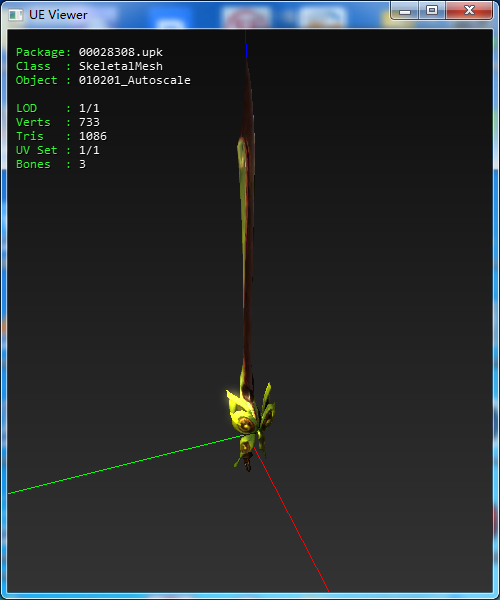 UE Viewer
Package: 00028308.upk
Class : SkeletalMesh
Object : 010201_Autoscale
LOD : 1/1
Verts : 733
Tris : 1086
UV Set : 1/1
Bones : 3